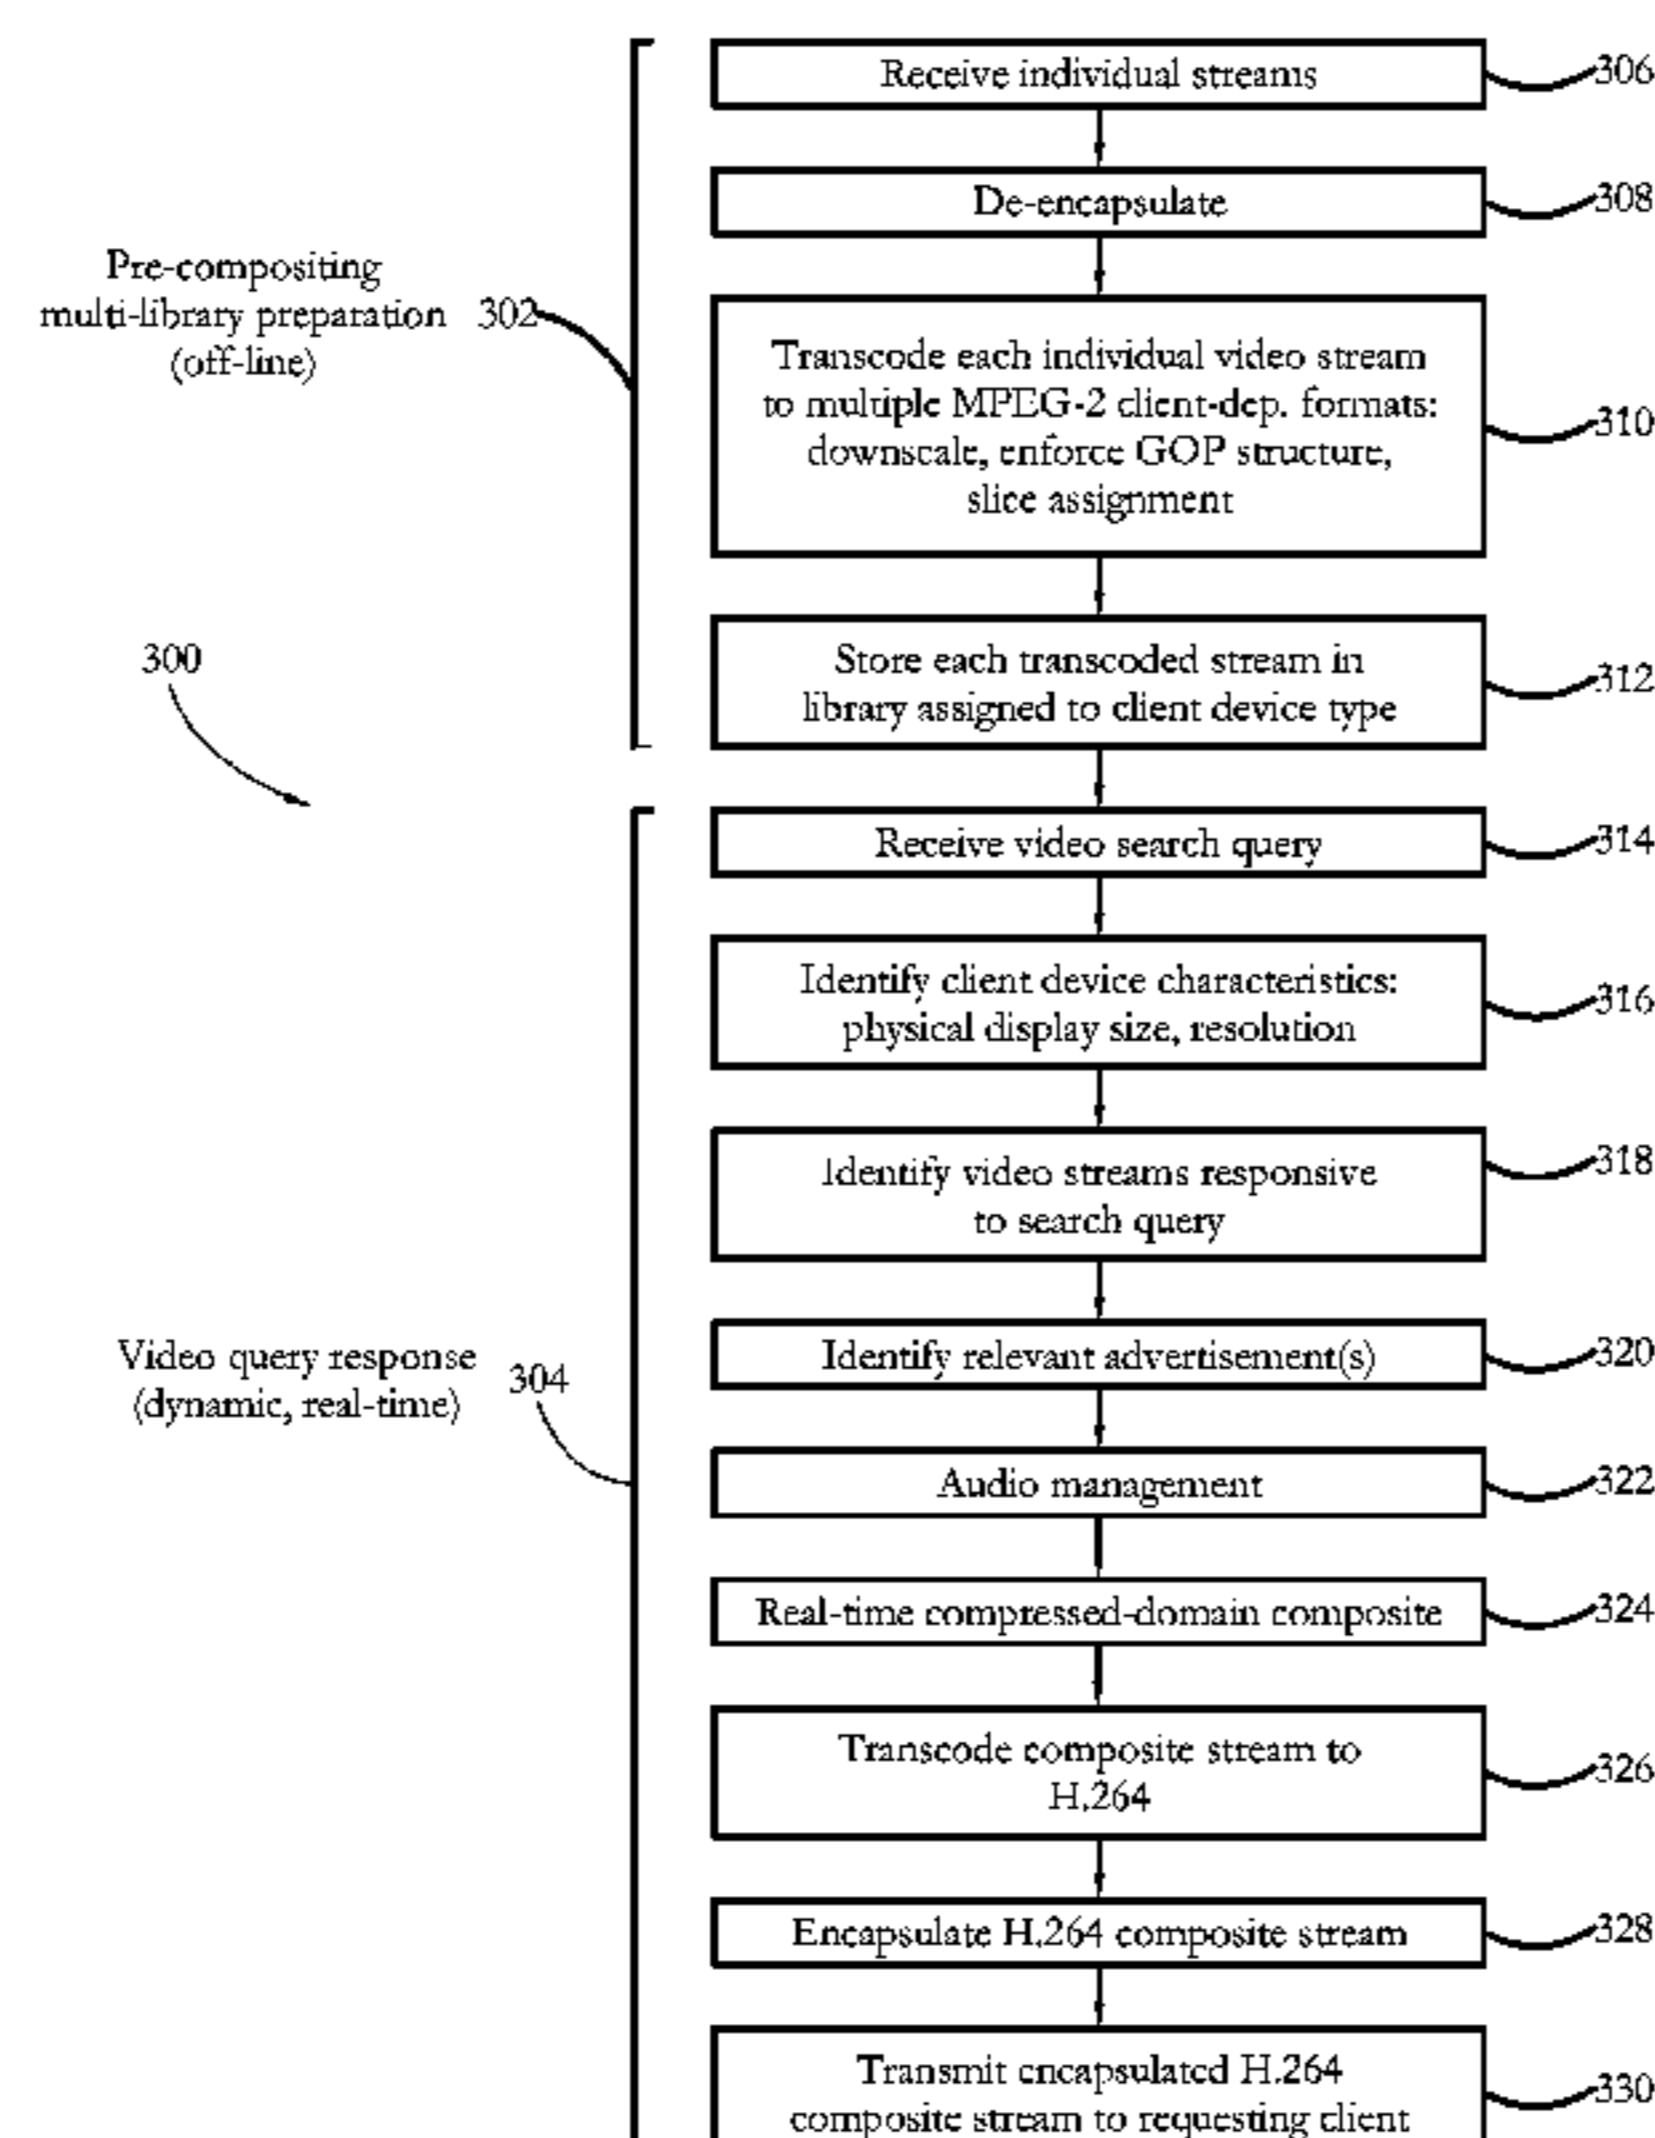 Receive individual streams
306
De-encapsulate
308
Pre-compositing
multi-library preparation
(off-line)
302
Transcode each individual video stream
to multiple MPEG-2 client-dep. formats:
downscale, enforce GOP structure,
slice assignment
310
300
Store each transcoded stream in
library assigned to client device type
312
Receive video search query
314
Identify client device characteristics:
physical display size, resolution
316
Identify video streams responsive
to search query
318
Video query response
(dynamic, real-time)
304
Identify relevant advertisement(s)
320
Audio management
322
Real-time compressed-domain composite
324
Transcode composite stream to
H.264
326
Encapsulate H.264 composite stream
328
Transmit encapsulated H.264
composite stream to requesting client
330